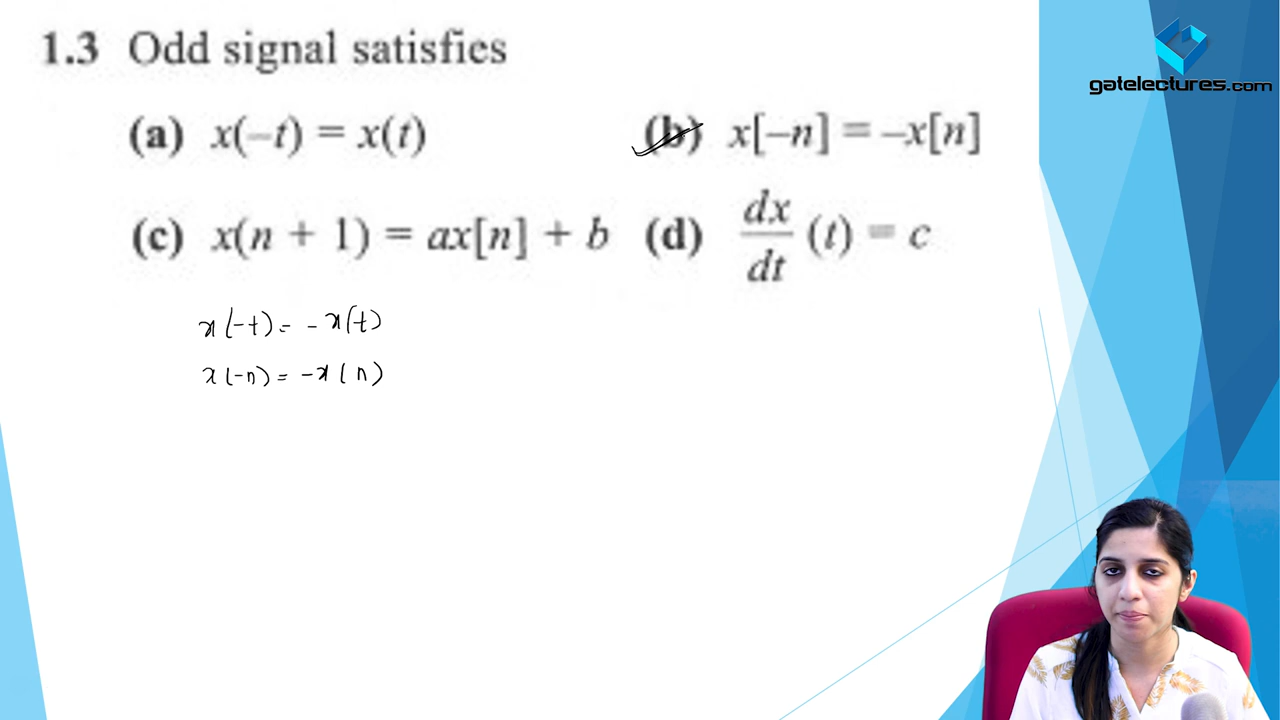 1.3 Odd signal satisfies
gatelectures.com
(a) x(–t) = x(t) (b) x[–n] = –x[n]
(c) x(n + 1) = ax[n] + b (d) dx/dt (t) = c
x(-t) = - x(t)
x(-n) = -x(n)